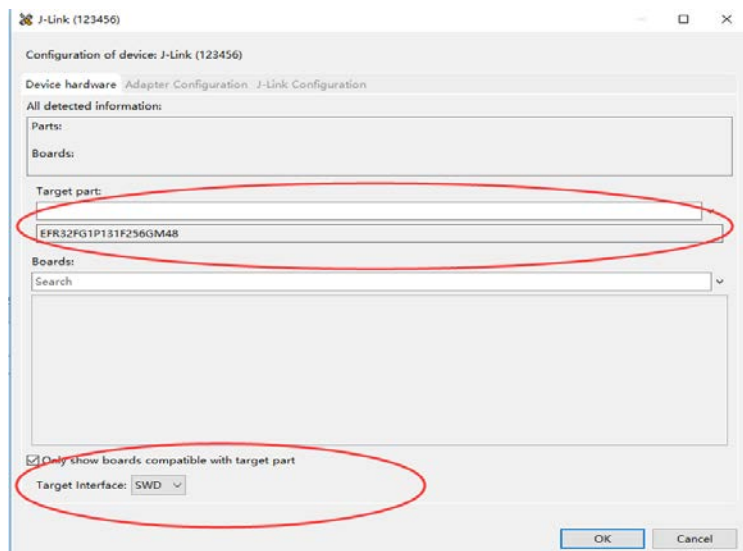 J-Link (123456)
Configuration of device: J-Link (123456)
Device hardware Adapter Configuration J-Link Configuration
All detected information:
Parts:
Boards:
Target part:
EFR32FG1P131F256GM48
Boards:
Search
Only show boards compatible with target part
Target Interface: SWD
OK Cancel